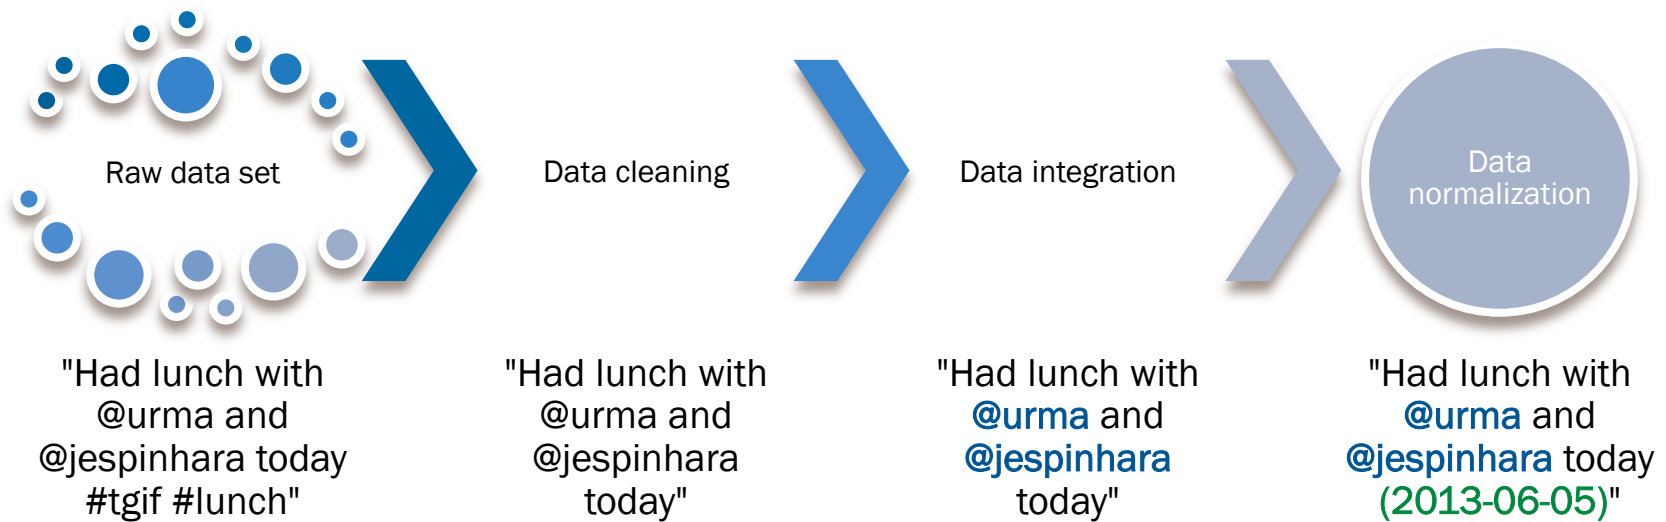 Raw data set
Data cleaning
Data integration
Data
normalization
"Had lunch with
@urma and
@jespinhara today
#tgif #lunch"
"Had lunch with
@urma and
@jespinhara
today"
"Had lunch with
@urma and
@jespinhara
today"
"Had lunch with
@urma and
@jespinhara today
(2013-06-05)"